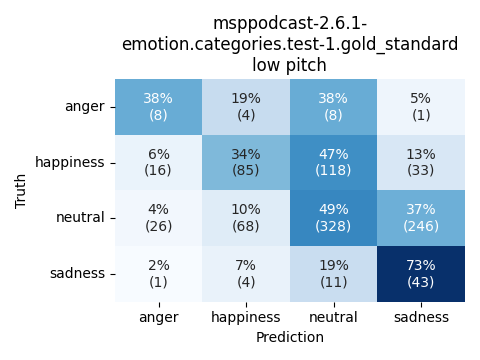 msppodcast-2.6.1-
emotion.categories.test-1.gold_standard
low pitch
Truth
anger
38%
(8)
19%
(4)
38%
(8)
5%
(1)
happiness
6%
(16)
34%
(85)
47%
(118)
13%
(33)
neutral
4%
(26)
10%
(68)
49%
(328)
37%
(246)
sadness
2%
(1)
7%
(4)
19%
(11)
73%
(43)
anger
happiness
neutral
sadness
Prediction